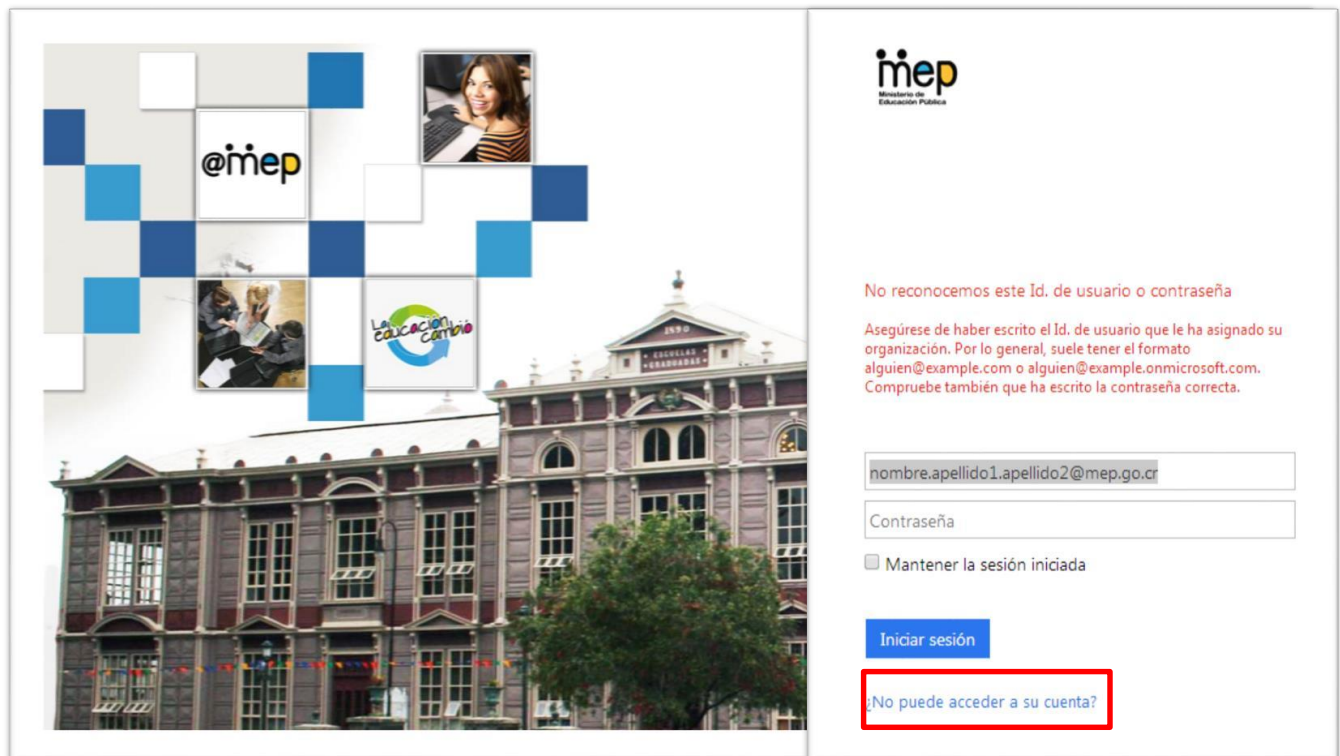 @mep
La
educación
cambio
1890
ESCUELAS
GRADUADAS
mep
Ministerio de
Educación Pública
No reconocemos este Id. de usuario o contraseña
Asegúrese de haber escrito el Id. de usuario que le ha asignado su
organización. Por lo general, suele tener el formato
alguien@example.com o alguien@example.onmicrosoft.com.
Compruebe también que ha escrito la contraseña correcta.
nombre.apellido1.apellido2@mep.go.cr
Contraseña
Mantener la sesión iniciada
Iniciar sesión
¿No puede acceder a su cuenta?